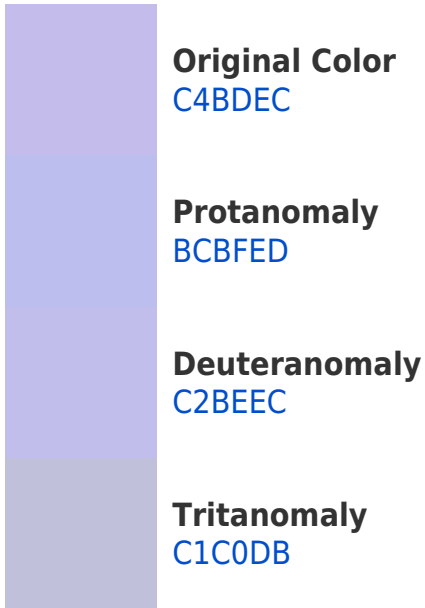 Original Color
C4BDEC
Protanomaly
BCBFED
Deuteranomaly
C2BEEC
Tritanomaly
C1C0DB